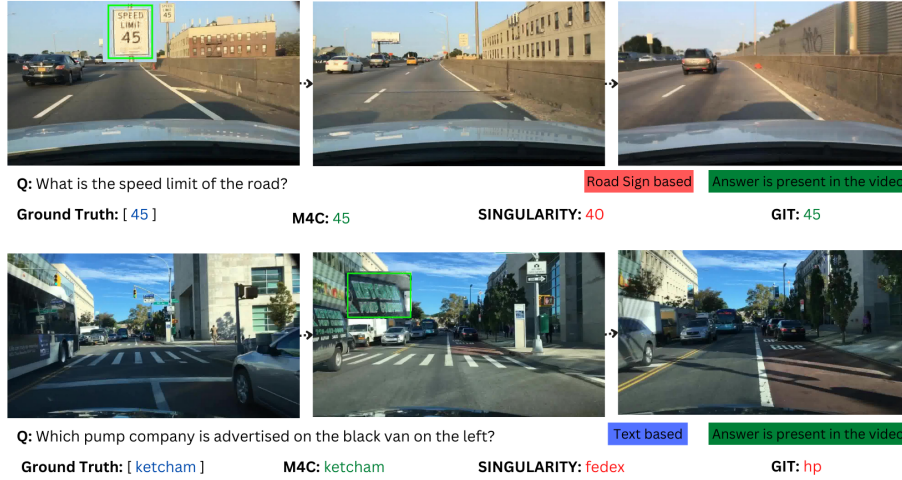 SPEED
LIMIT
45
SPEED
LIMIT
45
Q: What is the speed limit of the road?
Road Sign based
Answer is present in the video
Ground Truth: [ 45 ]
M4C: 45
SINGULARITY: 40
GIT: 45
Q: Which pump company is advertised on the black van on the left?
Text based
Answer is present in the video
Ground Truth: [ ketcham ]
M4C: ketcham
SINGULARITY: fedex
GIT: hp